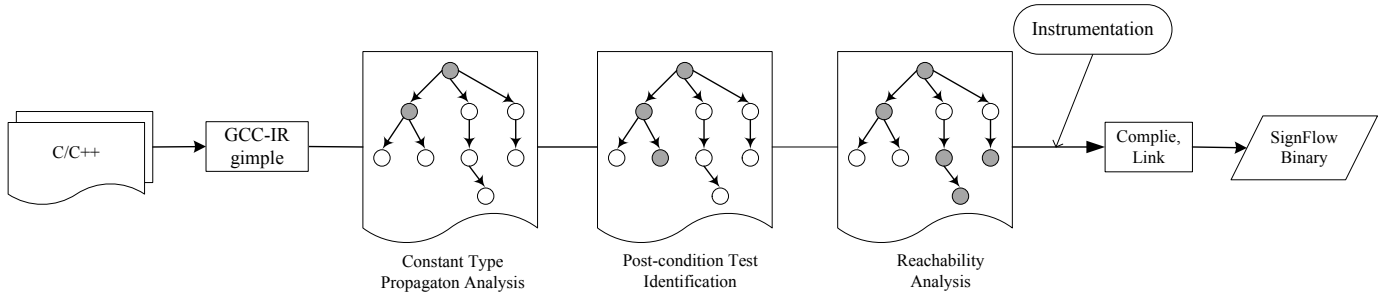 Instrumentation
C/C++
GCC-IR
gimple
Complie,
Link
SignFlow
Binary
Constant Type
Propagaton Analysis
Post-condition Test
Identification
Reachability
Analysis